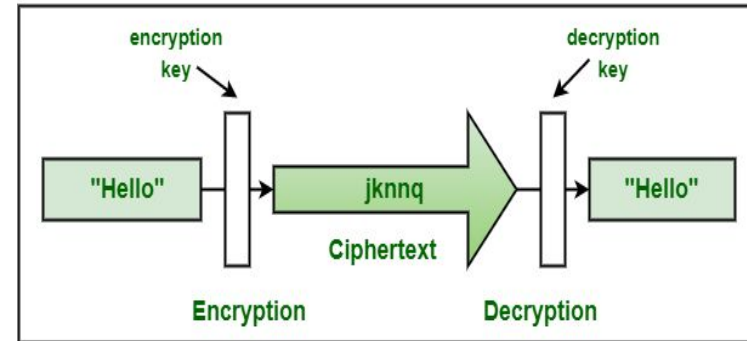 encryption
key
decryption
key
"Hello"
jknnq
"Hello"
Ciphertext
Encryption
Decryption